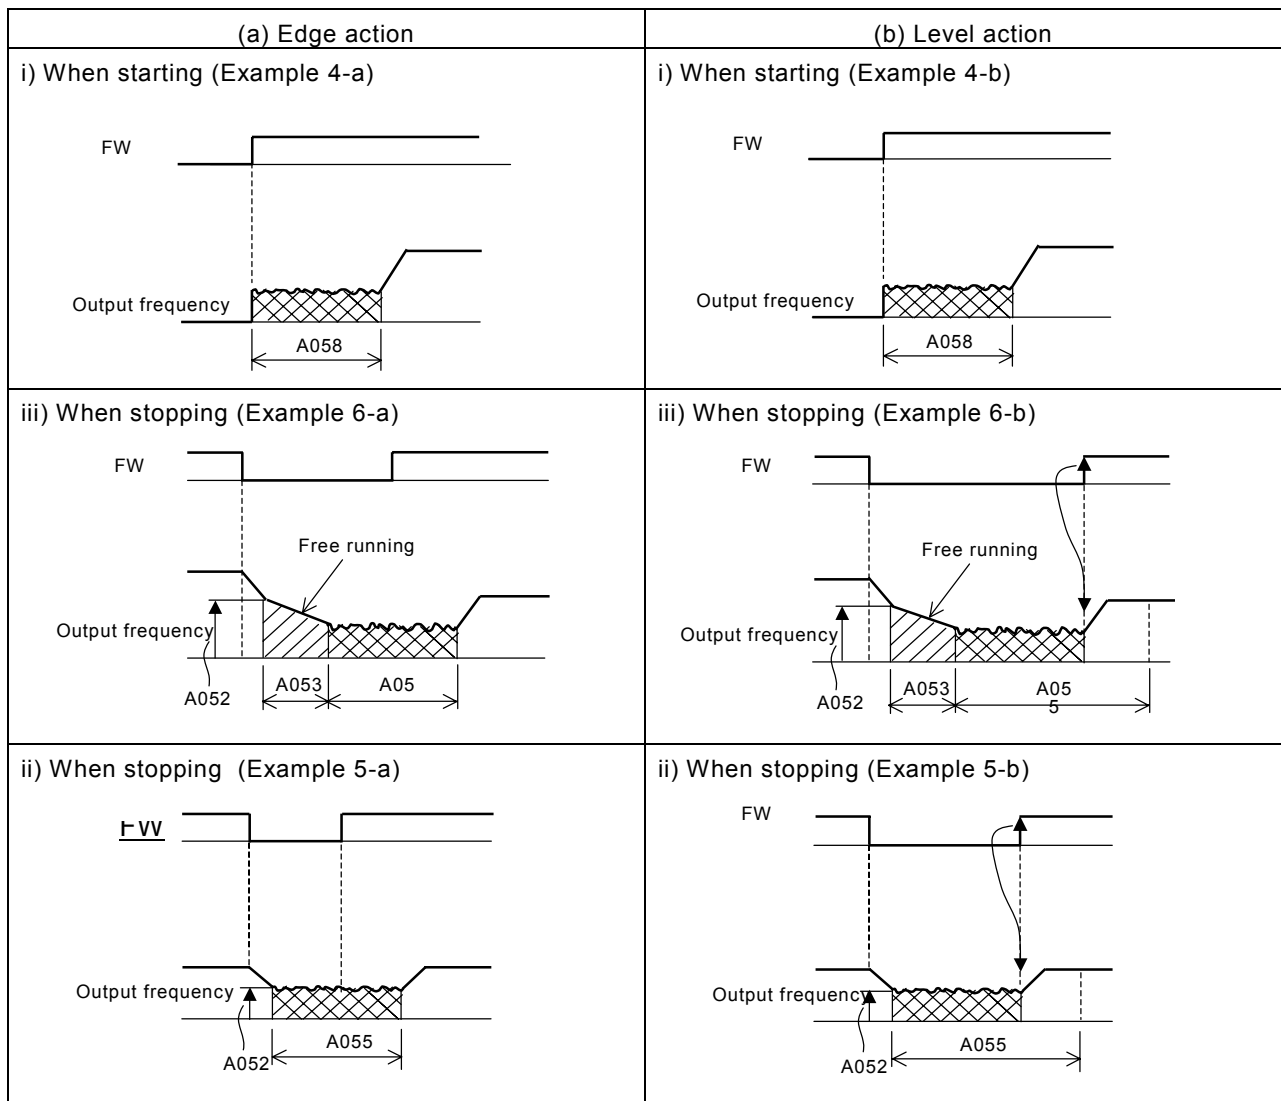 (a) Edge action
(b) Level action
i) When starting (Example 4-a)
FW
Output frequency
A058
i) When starting (Example 4-b)
FW
Output frequency
A058
iii) When stopping (Example 6-a)
FW
Free running
Output frequency
A052
A053
A05
iii) When stopping (Example 6-b)
FW
Free running
Output frequency
A052
A053
A05
5
ii) When stopping (Example 5-a)
FW
Output frequency
A052
A055
ii) When stopping (Example 5-b)
FW
Output frequency
A052
A055